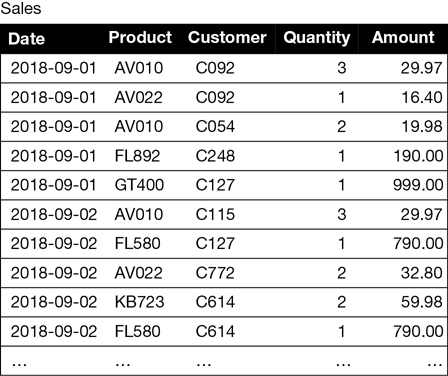 Sales
Date Product Customer Quantity Amount
2018-09-01 AV010 C092 3 29.97
2018-09-01 AV022 C092 1 16.40
2018-09-01 AV010 C054 2 19.98
2018-09-01 FL892 C248 1 190.00
2018-09-01 GT400 C127 1 999.00
2018-09-02 AV010 C115 3 29.97
2018-09-02 FL580 C127 1 790.00
2018-09-02 AV022 C772 2 32.80
2018-09-02 KB723 C614 2 59.98
2018-09-02 FL580 C614 1 790.00
... ... ... ... ...